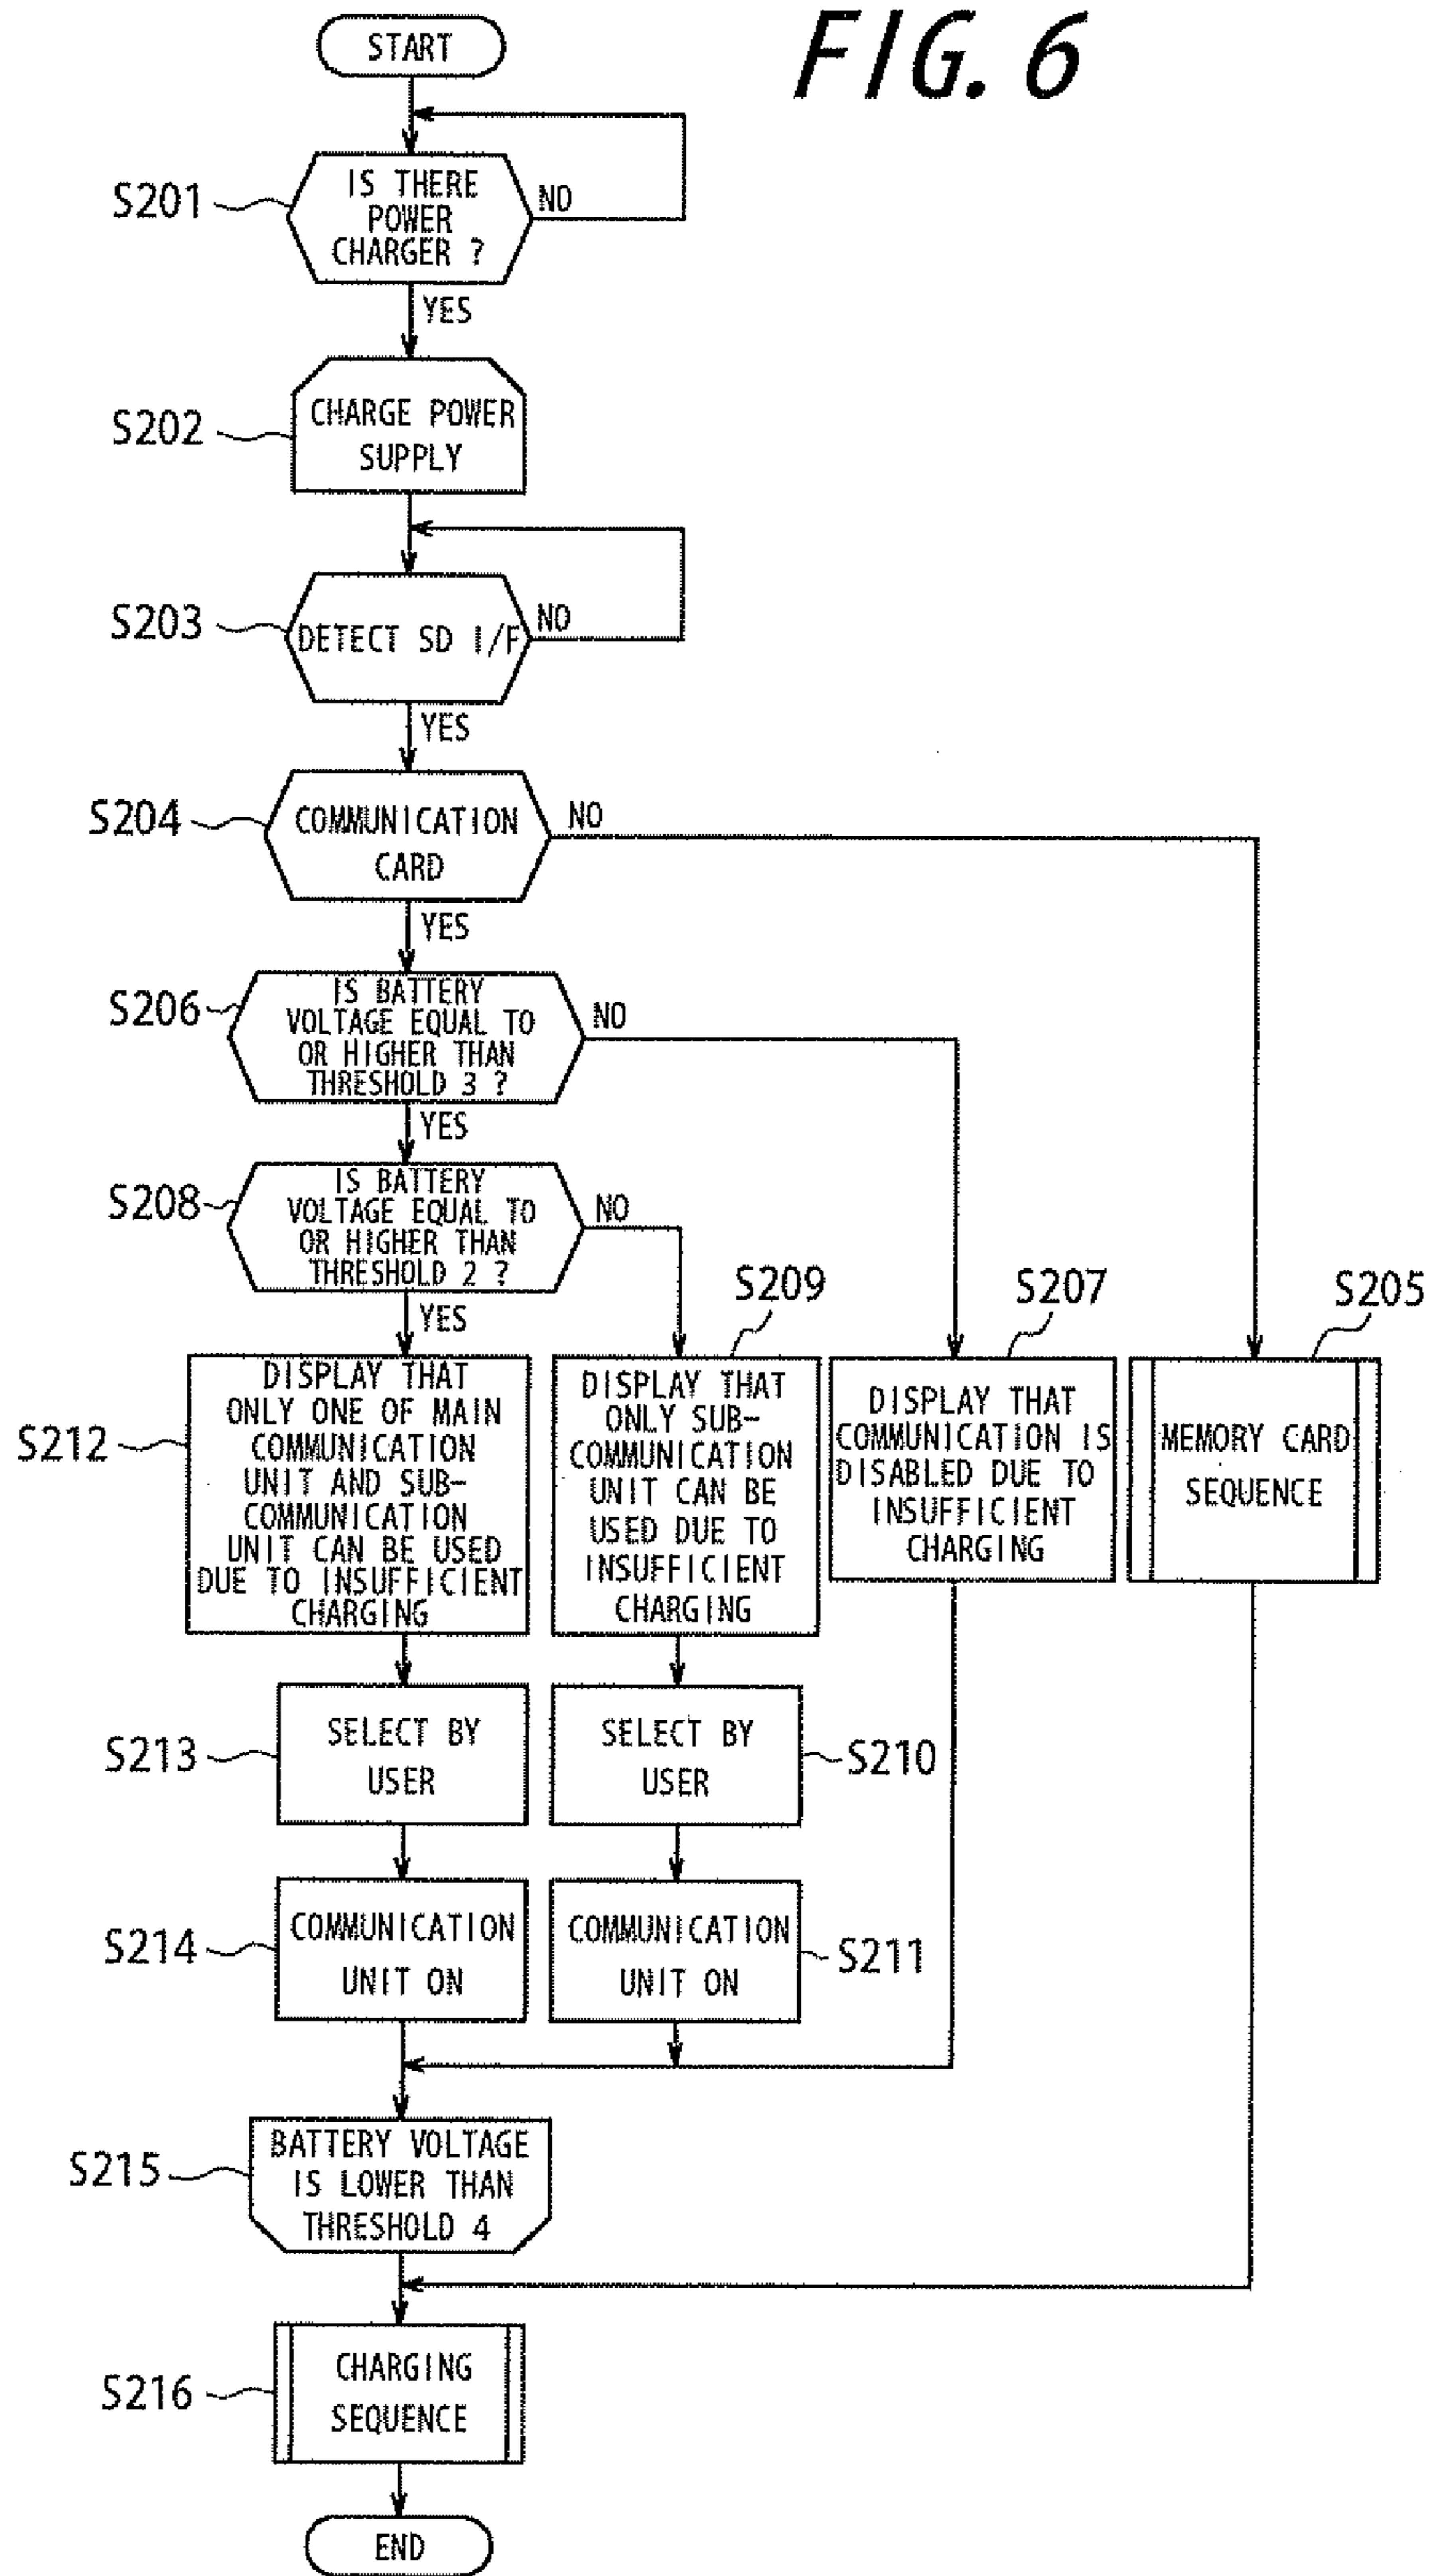 FIG. 6
START
S201
IS THERE
POWER
CHARGER ?
NO
YES
S202
CHARGE POWER
SUPPLY
S203
DETECT SD I/F
NO
YES
S204
COMMUNICATION
CARD
NO
YES
S206
IS BATTERY
VOLTAGE EQUAL TO
OR HIGHER THAN
THRESHOLD 3 ?
NO
YES
S208
IS BATTERY
VOLTAGE EQUAL TO
OR HIGHER THAN
THRESHOLD 2 ?
NO
YES
S212
DISPLAY THAT
ONLY ONE OF MAIN
COMMUNICATION
UNIT AND SUB-
COMMUNICATION
UNIT CAN BE USED
DUE TO INSUFFICIENT
CHARGING
S209
DISPLAY THAT
ONLY SUB-
COMMUNICATION
UNIT CAN BE
USED DUE TO
INSUFFICIENT
CHARGING
S207
DISPLAY THAT
COMMUNICATION IS
DISABLED DUE TO
INSUFFICIENT
CHARGING
S205
MEMORY CARD
SEQUENCE
S213
SELECT BY
USER
SELECT BY
USER
S210
S214
COMMUNICATION
UNIT ON
COMMUNICATION
UNIT ON
S211
S215
BATTERY VOLTAGE
IS LOWER THAN
THRESHOLD 4
S216
CHARGING
SEQUENCE
END